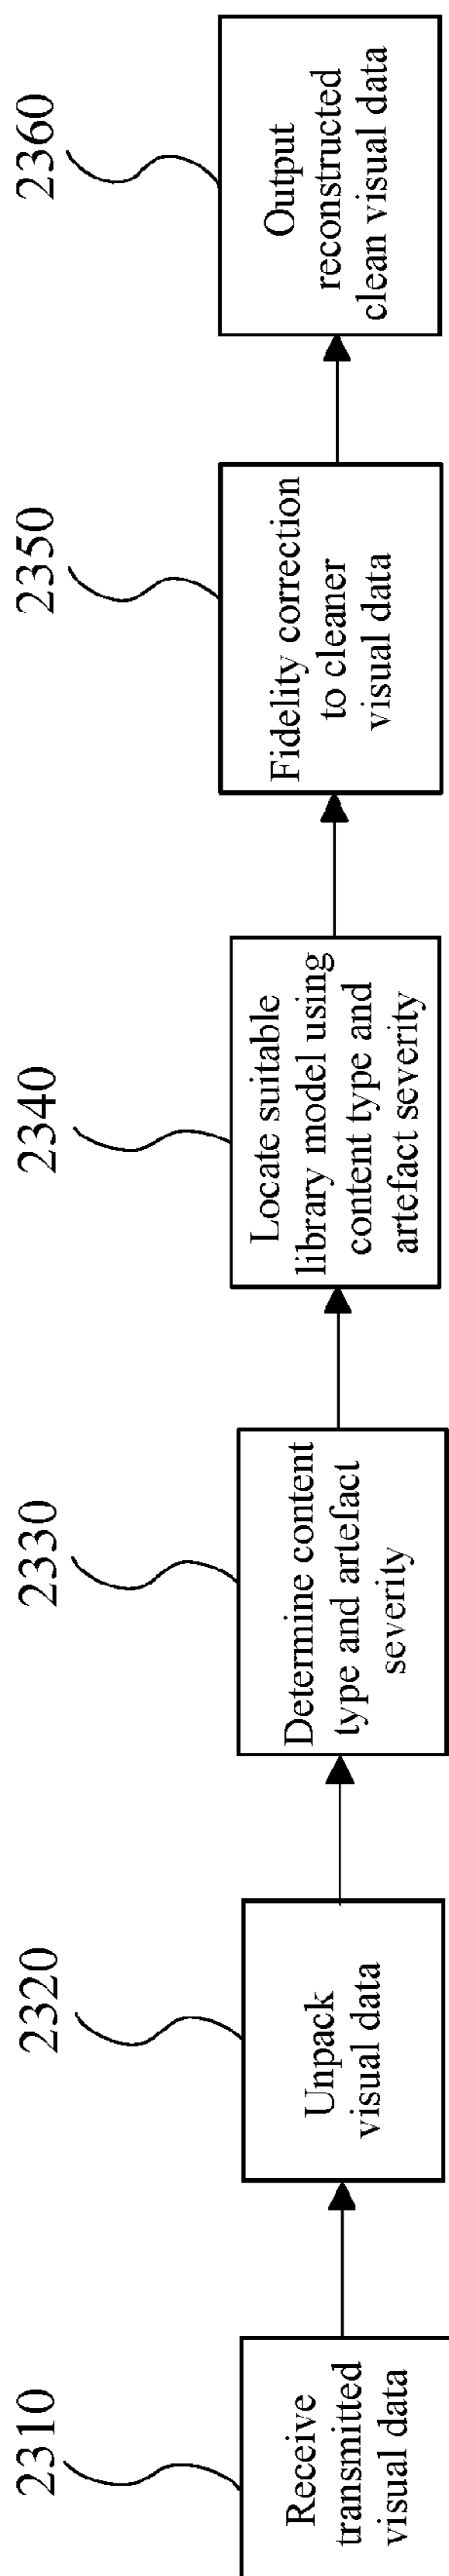 2310
Receive
transmitted
visual data
2320
Unpack
visual data
2330
Determine content
type and artefact
severity
2340
Locate suitable
library model using
content type and
artefact severity
2350
Fidelity correction
to cleaner
visual data
2360
Output
reconstructed
clean visual data